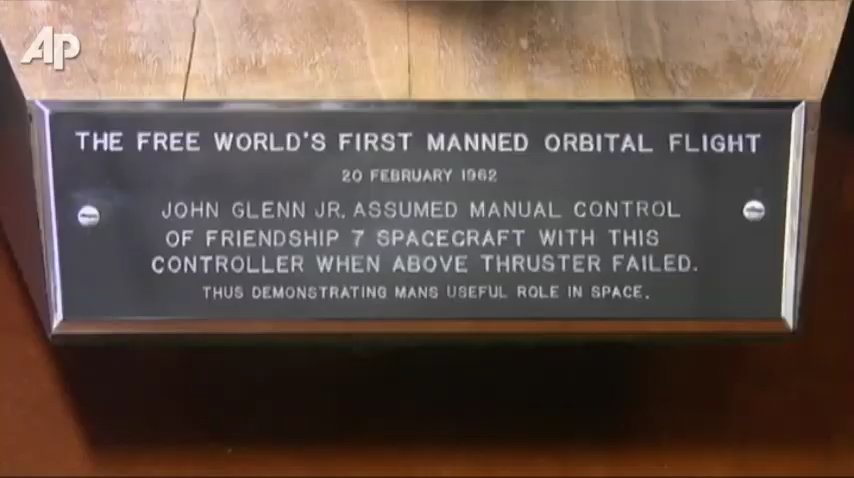 AP
THE FREE WORLD'S FIRST MANNED ORBITAL FLIGHT
20 FEBRUARY 1962
JOHN GLENN JR. ASSUMED MANUAL CONTROL
OF FRIENDSHIP 7 SPACECRAFT WITH THIS
CONTROLLER WHEN ABOVE THRUSTER FAILED.
THUS DEMONSTRATING MANS USEFUL ROLE IN SPACE.